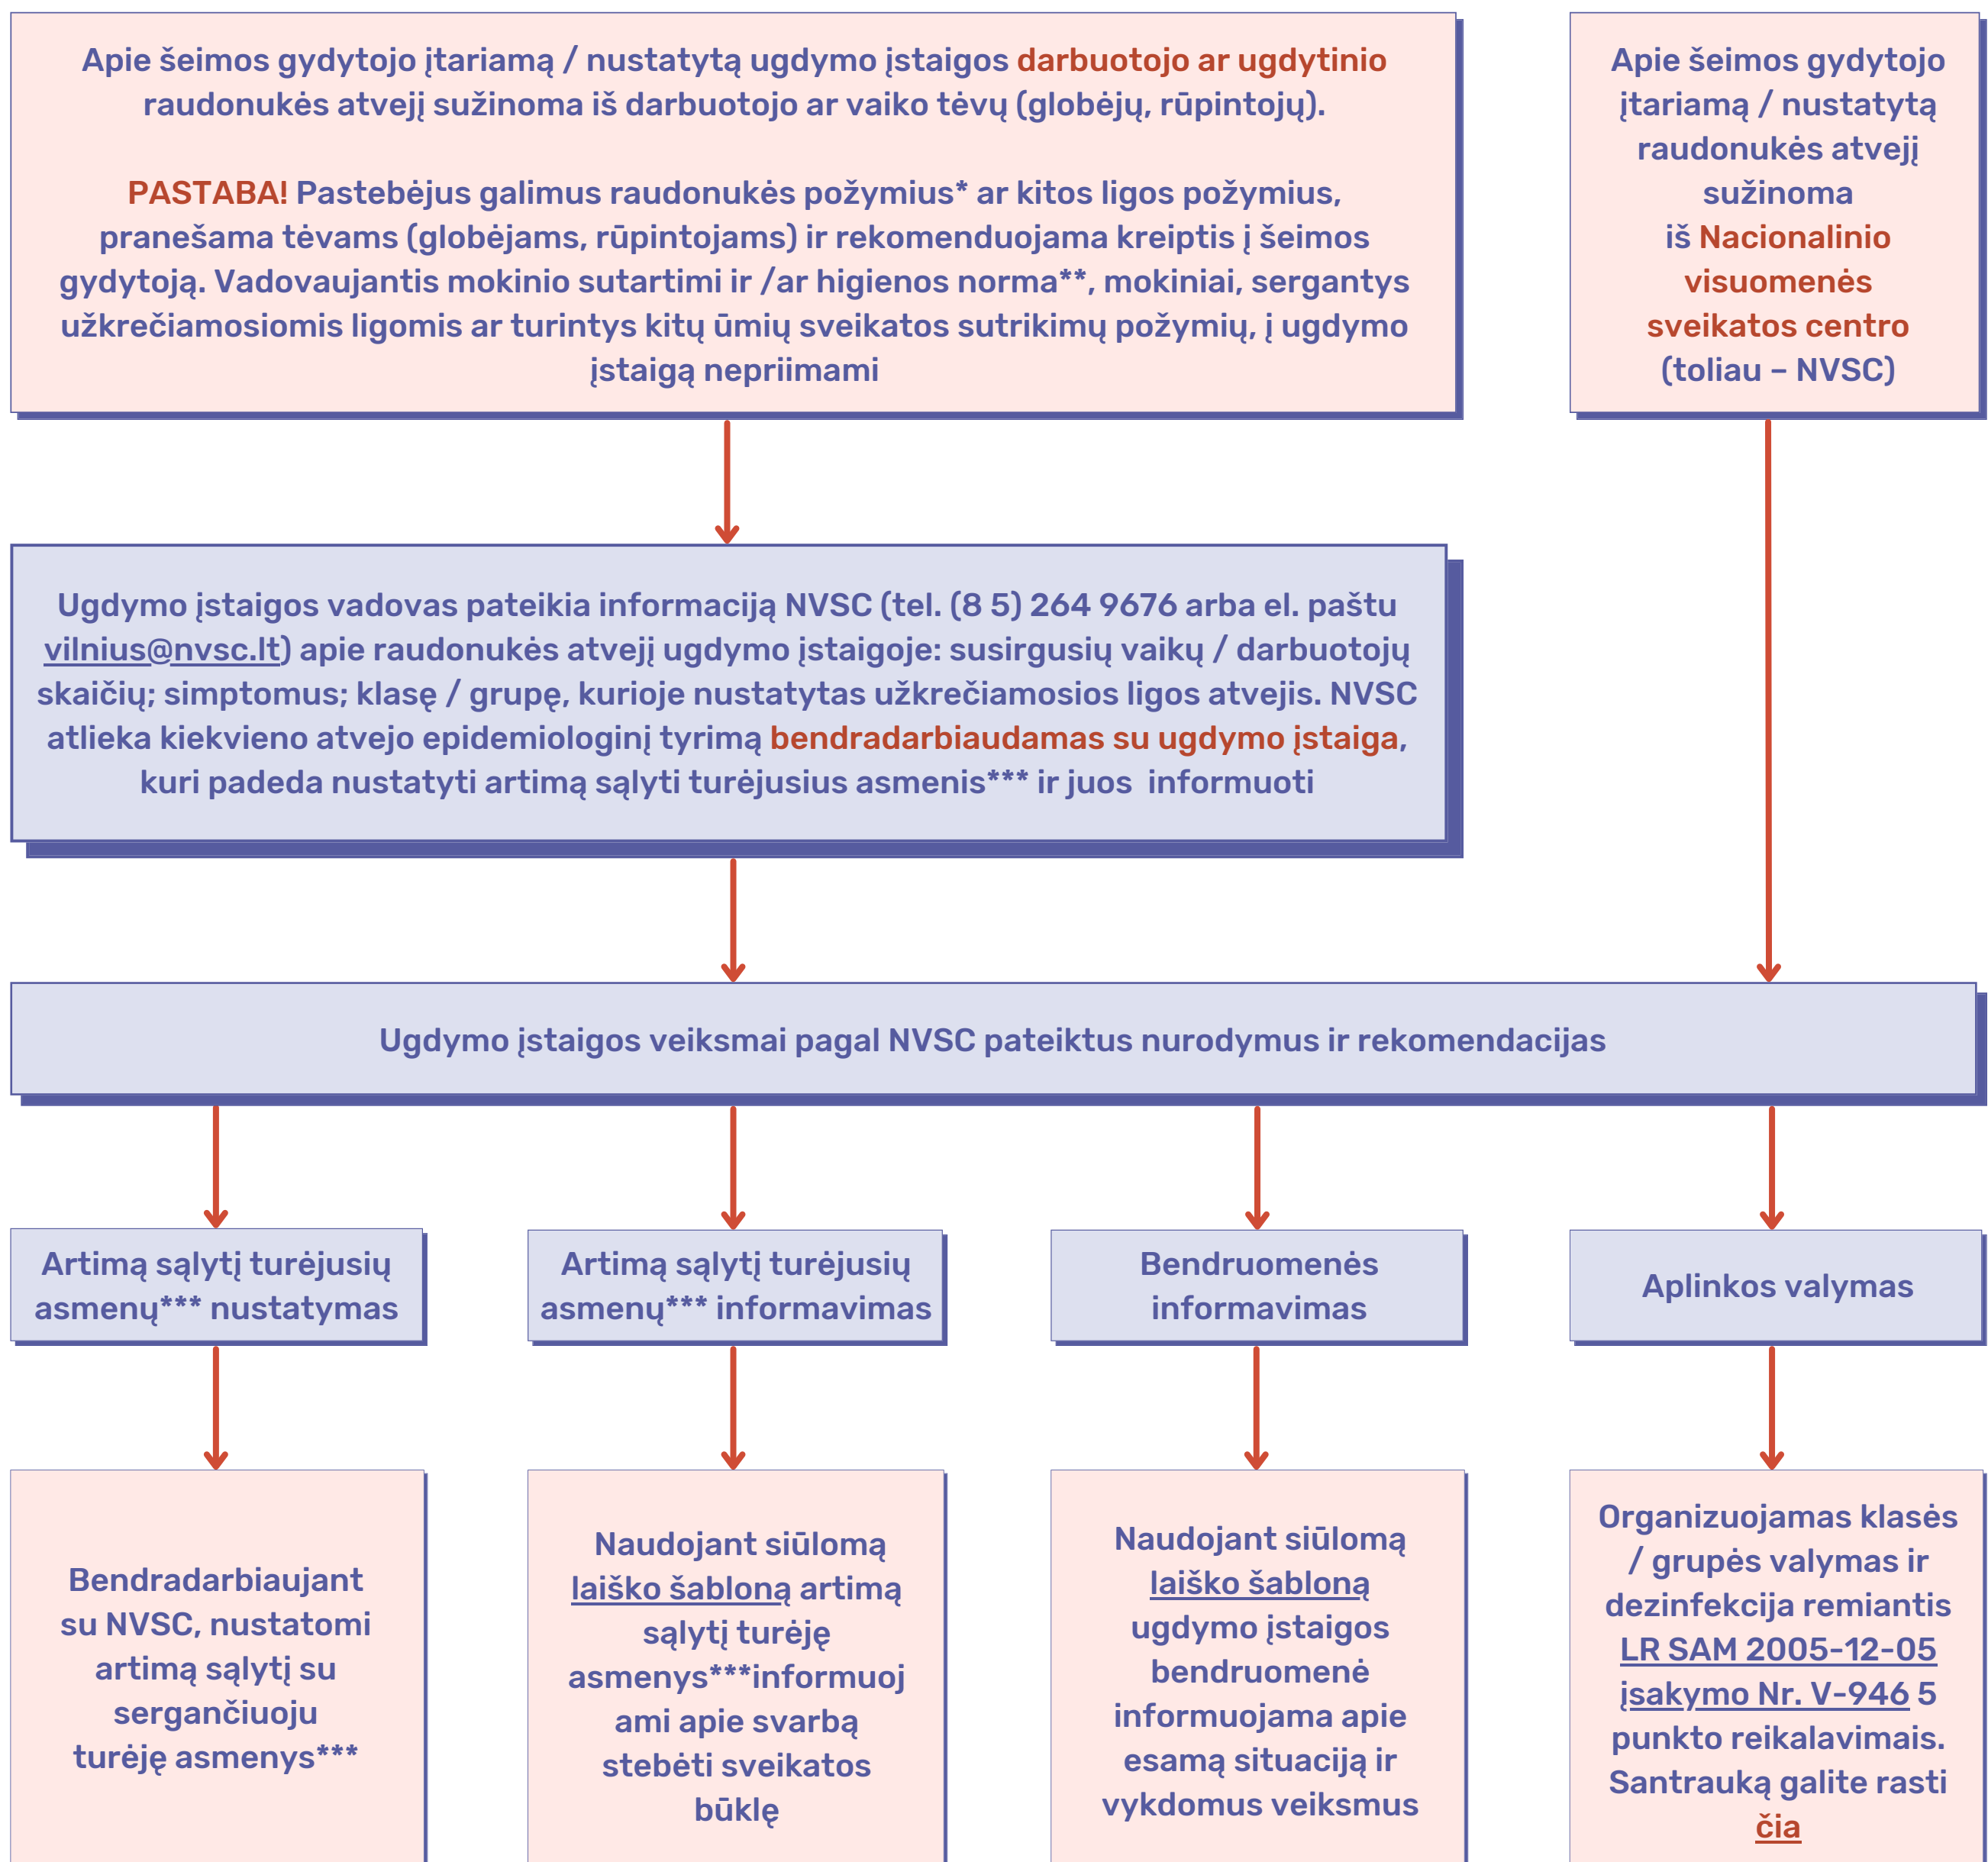 Apie šeimos gydytojo įtariamą / nustatytą ugdymo įstaigos darbuotojo ar ugdytinio
raudonukės atvejį sužinoma iš darbuotojo ar vaiko tėvų (globėjų, rūpintojų).
PASTABA! Pastebėjus galimus raudonukės požymius* ar kitos ligos požymius,
pranešama tėvams (globėjams, rūpintojams) ir rekomenduojama kreiptis į šeimos
gydytoją. Vadovaujantis mokinio sutartimi ir /ar higienos norma**, mokiniai, sergantys
užkrečiamosiomis ligomis ar turintys kitų ūmių sveikatos sutrikimų požymių, į ugdymo
įstaigą nepriimami
Apie šeimos gydytojo
įtariamą / nustatytą
raudonukės atvejį
sužinoma
iš Nacionalinio
visuomenės
sveikatos centro
(toliau – NVSC)
Ugdymo įstaigos vadovas pateikia informaciją NVSC (tel. (8 5) 264 9676 arba el. paštu
vilnius@nvsc.lt) apie raudonukės atvejį ugdymo įstaigoje: susirgusių vaikų / darbuotojų
skaičių; simptomus; klasę / grupę, kurioje nustatytas užkrečiamosios ligos atvejis. NVSC
atlieka kiekvieno atvejo epidemiologinį tyrimą bendradarbiaudamas su ugdymo įstaiga,
kuri padeda nustatyti artimą sąlyti turėjusius asmenis*** ir juos  informuoti
Ugdymo įstaigos veiksmai pagal NVSC pateiktus nurodymus ir rekomendacijas
Artimą sąlytį turėjusių
asmenų*** nustatymas
Artimą sąlytį turėjusių
asmenų*** informavimas
Bendruomenės
informavimas
Aplinkos valymas
Bendradarbiaujant
su NVSC, nustatomi
artimą sąlytį su
sergančiuoju
turėję asmenys***
Naudojant siūlomą
laiško šabloną artimą
sąlytį turėję
asmenys***informuoj
ami apie svarbą
stebėti sveikatos
būklę
Naudojant siūlomą
laiško šabloną
ugdymo įstaigos
bendruomenė
informuojama apie
esamą situaciją ir
vykdomus veiksmus
Organizuojamas klasės
/ grupės valymas ir
dezinfekcija remiantis
LR SAM 2005-12-05
įsakymo Nr. V-946 5
punkto reikalavimais.
Santrauką galite rasti
čia